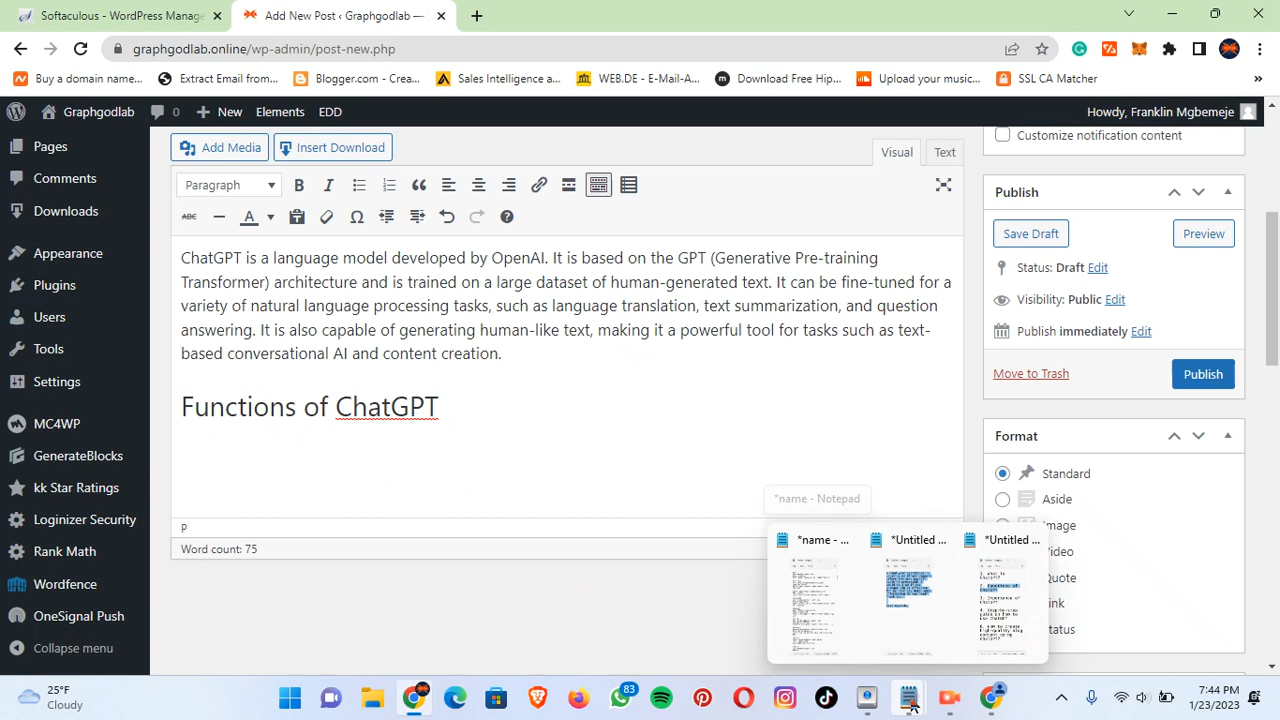 Softaculous - WordPress Manage
Add New Post ‹ Graphgodlab —
graphgodlab.online/wp-admin/post-new.php
Buy a domain name...
Extract Email from...
Blogger.com - Crea...
Sales Intelligence a...
WEB.DE - E-Mail-A...
Download Free Hip...
Upload your music...
SSL CA Matcher
»
Graphgodlab
0
New
Elements
EDD
Howdy, Franklin Mgbemeje
Pages
Comments
Downloads
Appearance
Plugins
Users
Tools
Settings
MC4WP
GenerateBlocks
kk Star Ratings
Loginizer Security
Rank Math
Wordfence
OneSignal Push
Collapse menu
Add Media
Insert Download
Visual
Text
Paragraph
ABC
A
ChatGPT is a language model developed by OpenAI. It is based on the GPT (Generative Pre-training
Transformer) architecture and is trained on a large dataset of human-generated text. It can be fine-tuned for a
variety of natural language processing tasks, such as language translation, text summarization, and question
answering. It is also capable of generating human-like text, making it a powerful tool for tasks such as text-
based conversational AI and content creation.
Functions of ChatGPT
P
Word count: 75
Customize notification content
Publish
Save Draft
Preview
Status: Draft Edit
Visibility: Public Edit
Publish immediately Edit
Move to Trash
Publish
Format
Standard
Aside
Image
*name - Notepad
*name - ...
*Untitled ...
*Untitled ...
25°F
Cloudy
83
7:44 PM
1/23/2023